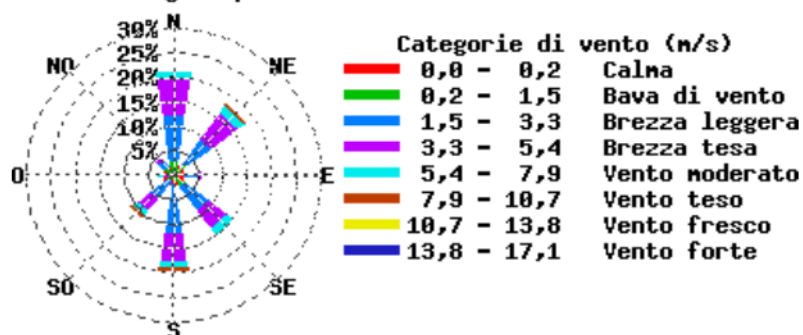 N
30%
25%
20%
15%
10%
5%
NO
NE
O
E
SO
SE
S
Categorie di vento (m/s)
0,0 - 0,2 Calma
0,2 - 1,5 Bava di vento
1,5 - 3,3 Brezza leggera
3,3 - 5,4 Brezza tesa
5,4 - 7,9 Vento moderato
7,9 - 10,7 Vento teso
10,7 - 13,8 Vento fresco
13,8 - 17,1 Vento forte